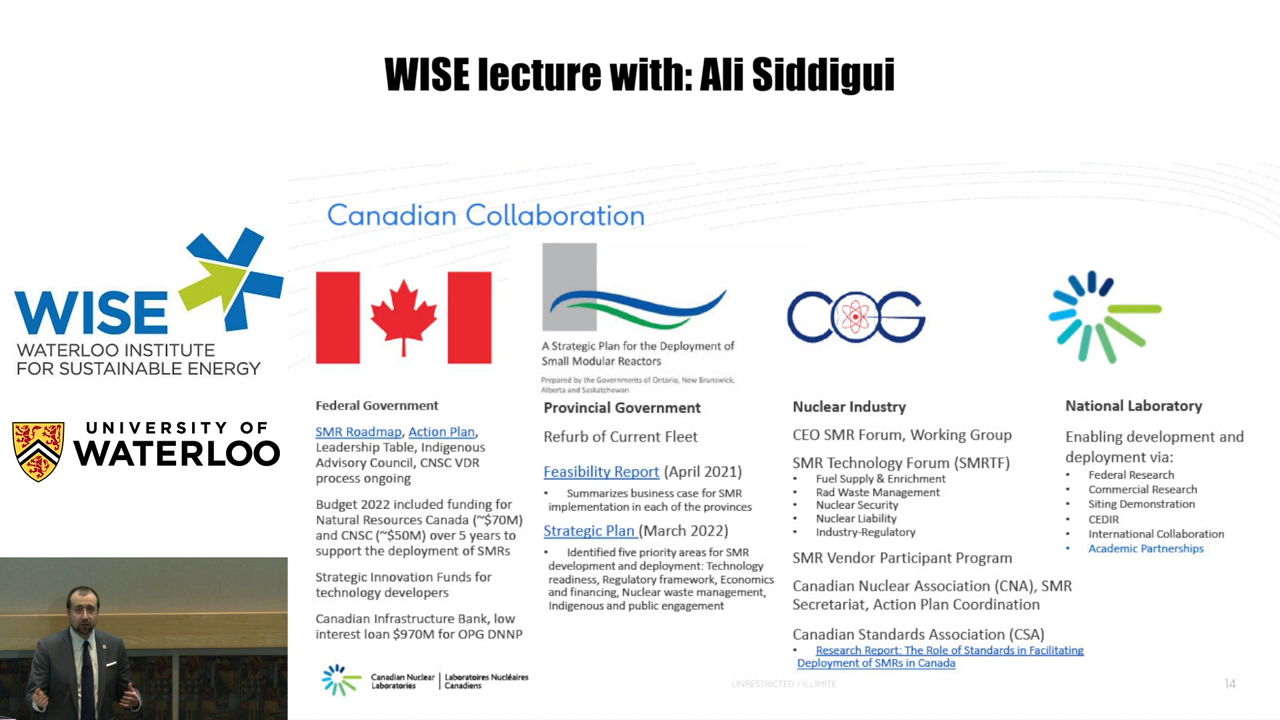 WISE lecture with: Ali Siddigui
WISE
WATERLOO INSTITUTE
FOR SUSTAINABLE ENERGY
UNIVERSITY OF
WATERLOO
Canadian Collaboration
Federal Government
SMR Roadmap, Action Plan,
Leadership Table, Indigenous
Advisory Council, CNSC VDR
process ongoing
Budget 2022 included funding for
Natural Resources Canada (~$70M)
and CNSC (~$50M) over 5 years to
support the deployment of SMRs
Strategic Innovation Funds for
technology developers
Canadian Infrastructure Bank, low
interest loan $970M for OPG DNNP
A Strategic Plan for the Deployment of
Small Modular Reactors
Prepared by the Governments of Ontario, New Brunswick,
Alberta and Saskatchewan
Provincial Government
Refurb of Current Fleet
Feasibility Report (April 2021)
• Summarizes business case for SMR
implementation in each of the provinces
Strategic Plan (March 2022)
• Identified five priority areas for SMR
development and deployment: Technology
readiness, Regulatory framework, Economics
and financing, Nuclear waste management,
Indigenous and public engagement
COG
Nuclear Industry
CEO SMR Forum, Working Group
SMR Technology Forum (SMRTF)
• Fuel Supply & Enrichment
• Rad Waste Management
• Nuclear Security
• Nuclear Liability
• Industry-Regulatory
SMR Vendor Participant Program
Canadian Nuclear Association (CNA), SMR
Secretariat, Action Plan Coordination
Canadian Standards Association (CSA)
• Research Report: The Role of Standards in Facilitating
Deployment of SMRs in Canada
National Laboratory
Enabling development and
deployment via:
• Federal Research
• Commercial Research
• Siting Demonstration
• CEDIR
• International Collaboration
• Academic Partnerships
Canadian Nuclear
Laboratories
Laboratoires Nucléaires
Canadiens
UNRESTRICTED / ILLIMITÉ
14